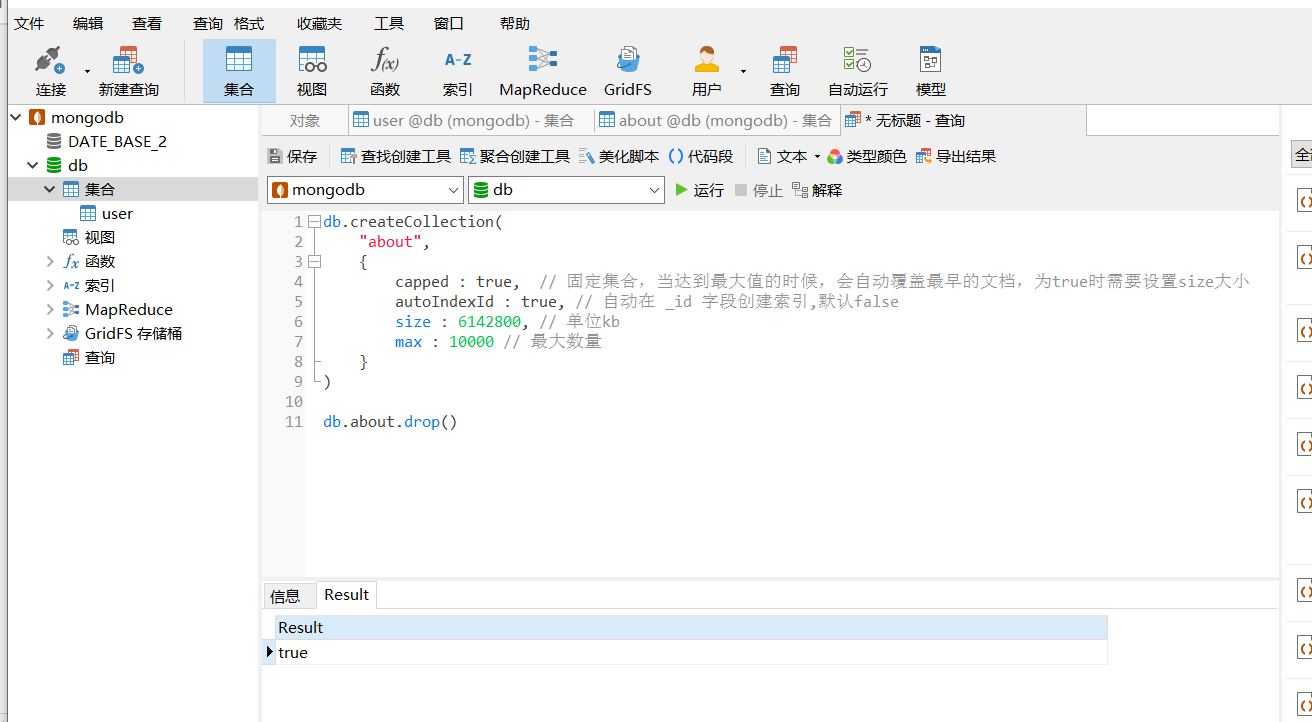 文件 编辑 查看 查询 格式 收藏夹 工具 窗口 帮助
连接 新建查询 集合 视图 函数 索引 MapReduce GridFS 用户 查询 自动运行 模型
f(x) A-Z
mongodb
DATE_BASE_2
db
集合
user
视图
函数
索引
MapReduce
GridFS 存储桶
查询
对象 user @db (mongodb) - 集合 about @db (mongodb) - 集合 * 无标题 - 查询
保存 查找创建工具 聚合创建工具 美化脚本 () 代码段 文本 类型颜色 导出结果
mongodb db 运行 停止 解释
1 db.createCollection(
2 "about",
3 {
4 capped : true,  // 固定集合，当达到最大值的时候，会自动覆盖最早的文档，为true时需要设置size大小
5 autoIndexId : true, // 自动在 _id 字段创建索引,默认false
6 size : 6142800, // 单位kb
7 max : 10000 // 最大数量
8 }
9 )
10
11 db.about.drop()
信息 Result
Result
true